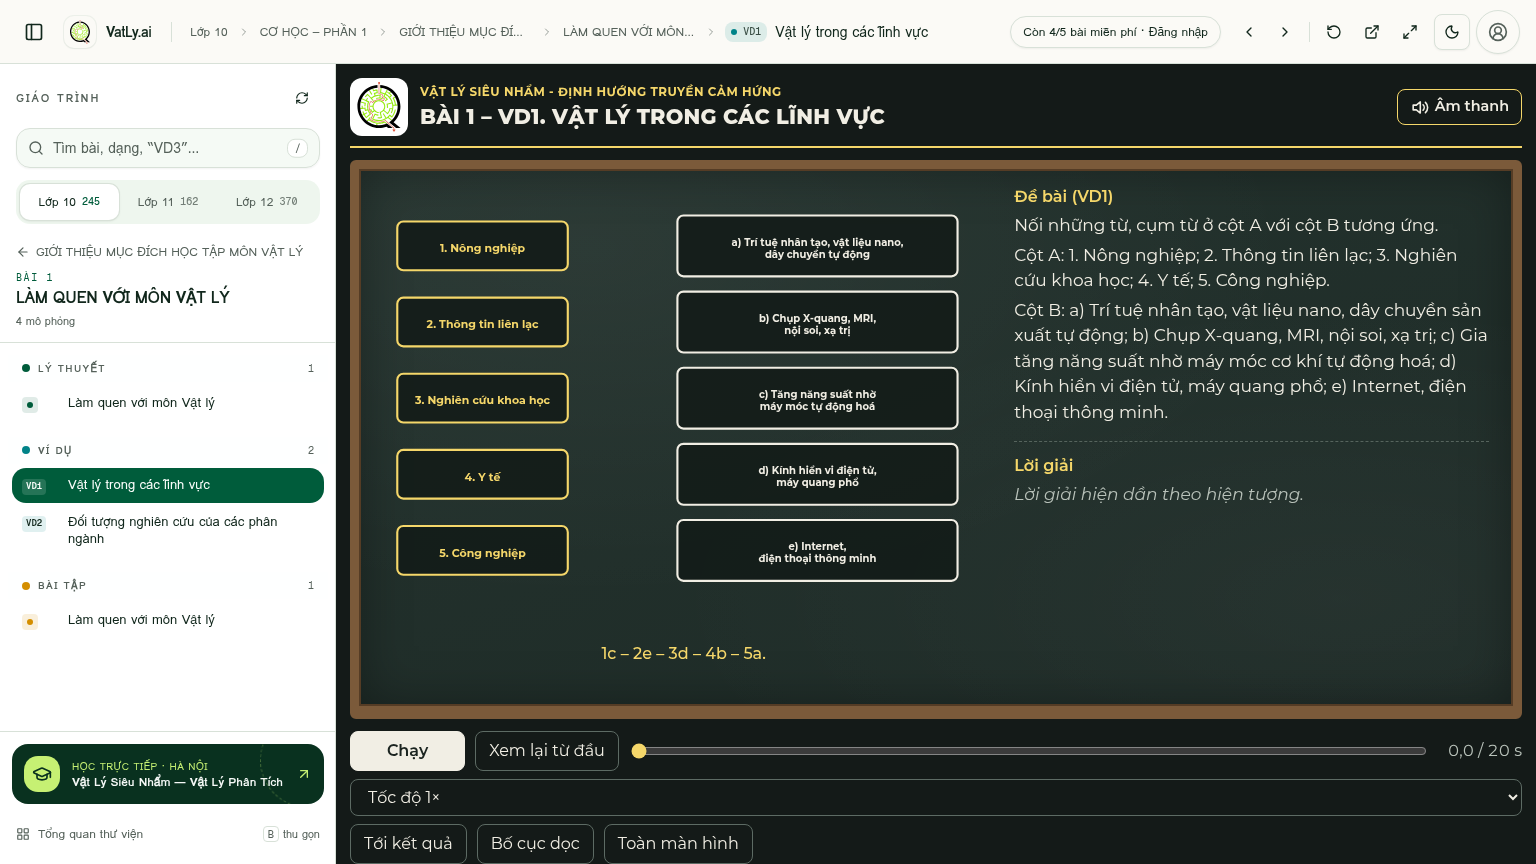 VatLy.ai
Lớp 10
CƠ HỌC – PHẦN 1
GIỚI THIỆU MỤC ĐÍ...
LÀM QUEN VỚI MÔN...
VD1
Vật lý trong các lĩnh vực
Còn 4/5 bài miễn phí · Đăng nhập
GIÁO TRÌNH
Tìm bài, dạng, “VD3”...
/
Lớp 10 245
Lớp 11 162
Lớp 12 370
GIỚI THIỆU MỤC ĐÍCH HỌC TẬP MÔN VẬT LÝ
BÀI 1
LÀM QUEN VỚI MÔN VẬT LÝ
4 mô phỏng
LÝ THUYẾT 1
Làm quen với môn Vật lý
VÍ DỤ 2
VD1 Vật lý trong các lĩnh vực
VD2 Đối tượng nghiên cứu của các phân
ngành
BÀI TẬP 1
Làm quen với môn Vật lý
HỌC TRỰC TIẾP · HÀ NỘI
Vật Lý Siêu Nhẩm — Vật Lý Phân Tích
Tổng quan thư viện
B thu gọn
VẬT LÝ SIÊU NHẨM - ĐỊNH HƯỚNG TRUYỀN CẢM HỨNG
BÀI 1 – VD1. VẬT LÝ TRONG CÁC LĨNH VỰC
Âm thanh
1. Nông nghiệp
2. Thông tin liên lạc
3. Nghiên cứu khoa học
4. Y tế
5. Công nghiệp
a) Trí tuệ nhân tạo, vật liệu nano,
dây chuyền tự động
b) Chụp X-quang, MRI,
nội soi, xạ trị
c) Tăng năng suất nhờ
máy móc tự động hoá
d) Kính hiển vi điện tử,
máy quang phổ
e) Internet,
điện thoại thông minh
1c – 2e – 3d – 4b – 5a.
Đề bài (VD1)
Nối những từ, cụm từ ở cột A với cột B tương ứng.
Cột A: 1. Nông nghiệp; 2. Thông tin liên lạc; 3. Nghiên
cứu khoa học; 4. Y tế; 5. Công nghiệp.
Cột B: a) Trí tuệ nhân tạo, vật liệu nano, dây chuyền sản
xuất tự động; b) Chụp X-quang, MRI, nội soi, xạ trị; c) Gia
tăng năng suất nhờ máy móc cơ khí tự động hoá; d)
Kính hiển vi điện tử, máy quang phổ; e) Internet, điện
thoại thông minh.
Lời giải
Lời giải hiện dần theo hiện tượng.
Chạy
Xem lại từ đầu
0,0 / 20 s
Tốc độ 1×
Tới kết quả
Bố cục dọc
Toàn màn hình